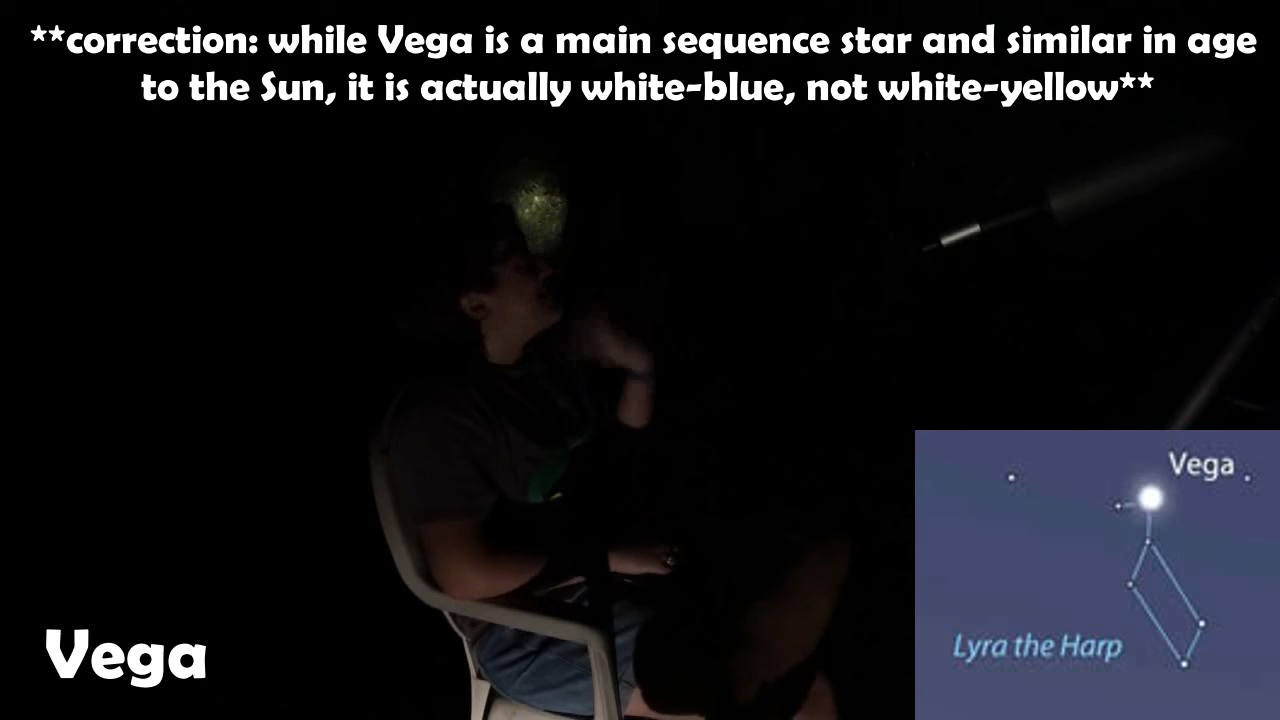 **correction: while Vega is a main sequence star and similar in age
to the Sun, it is actually white-blue, not white-yellow**
Vega
Lyra the Harp
Vega